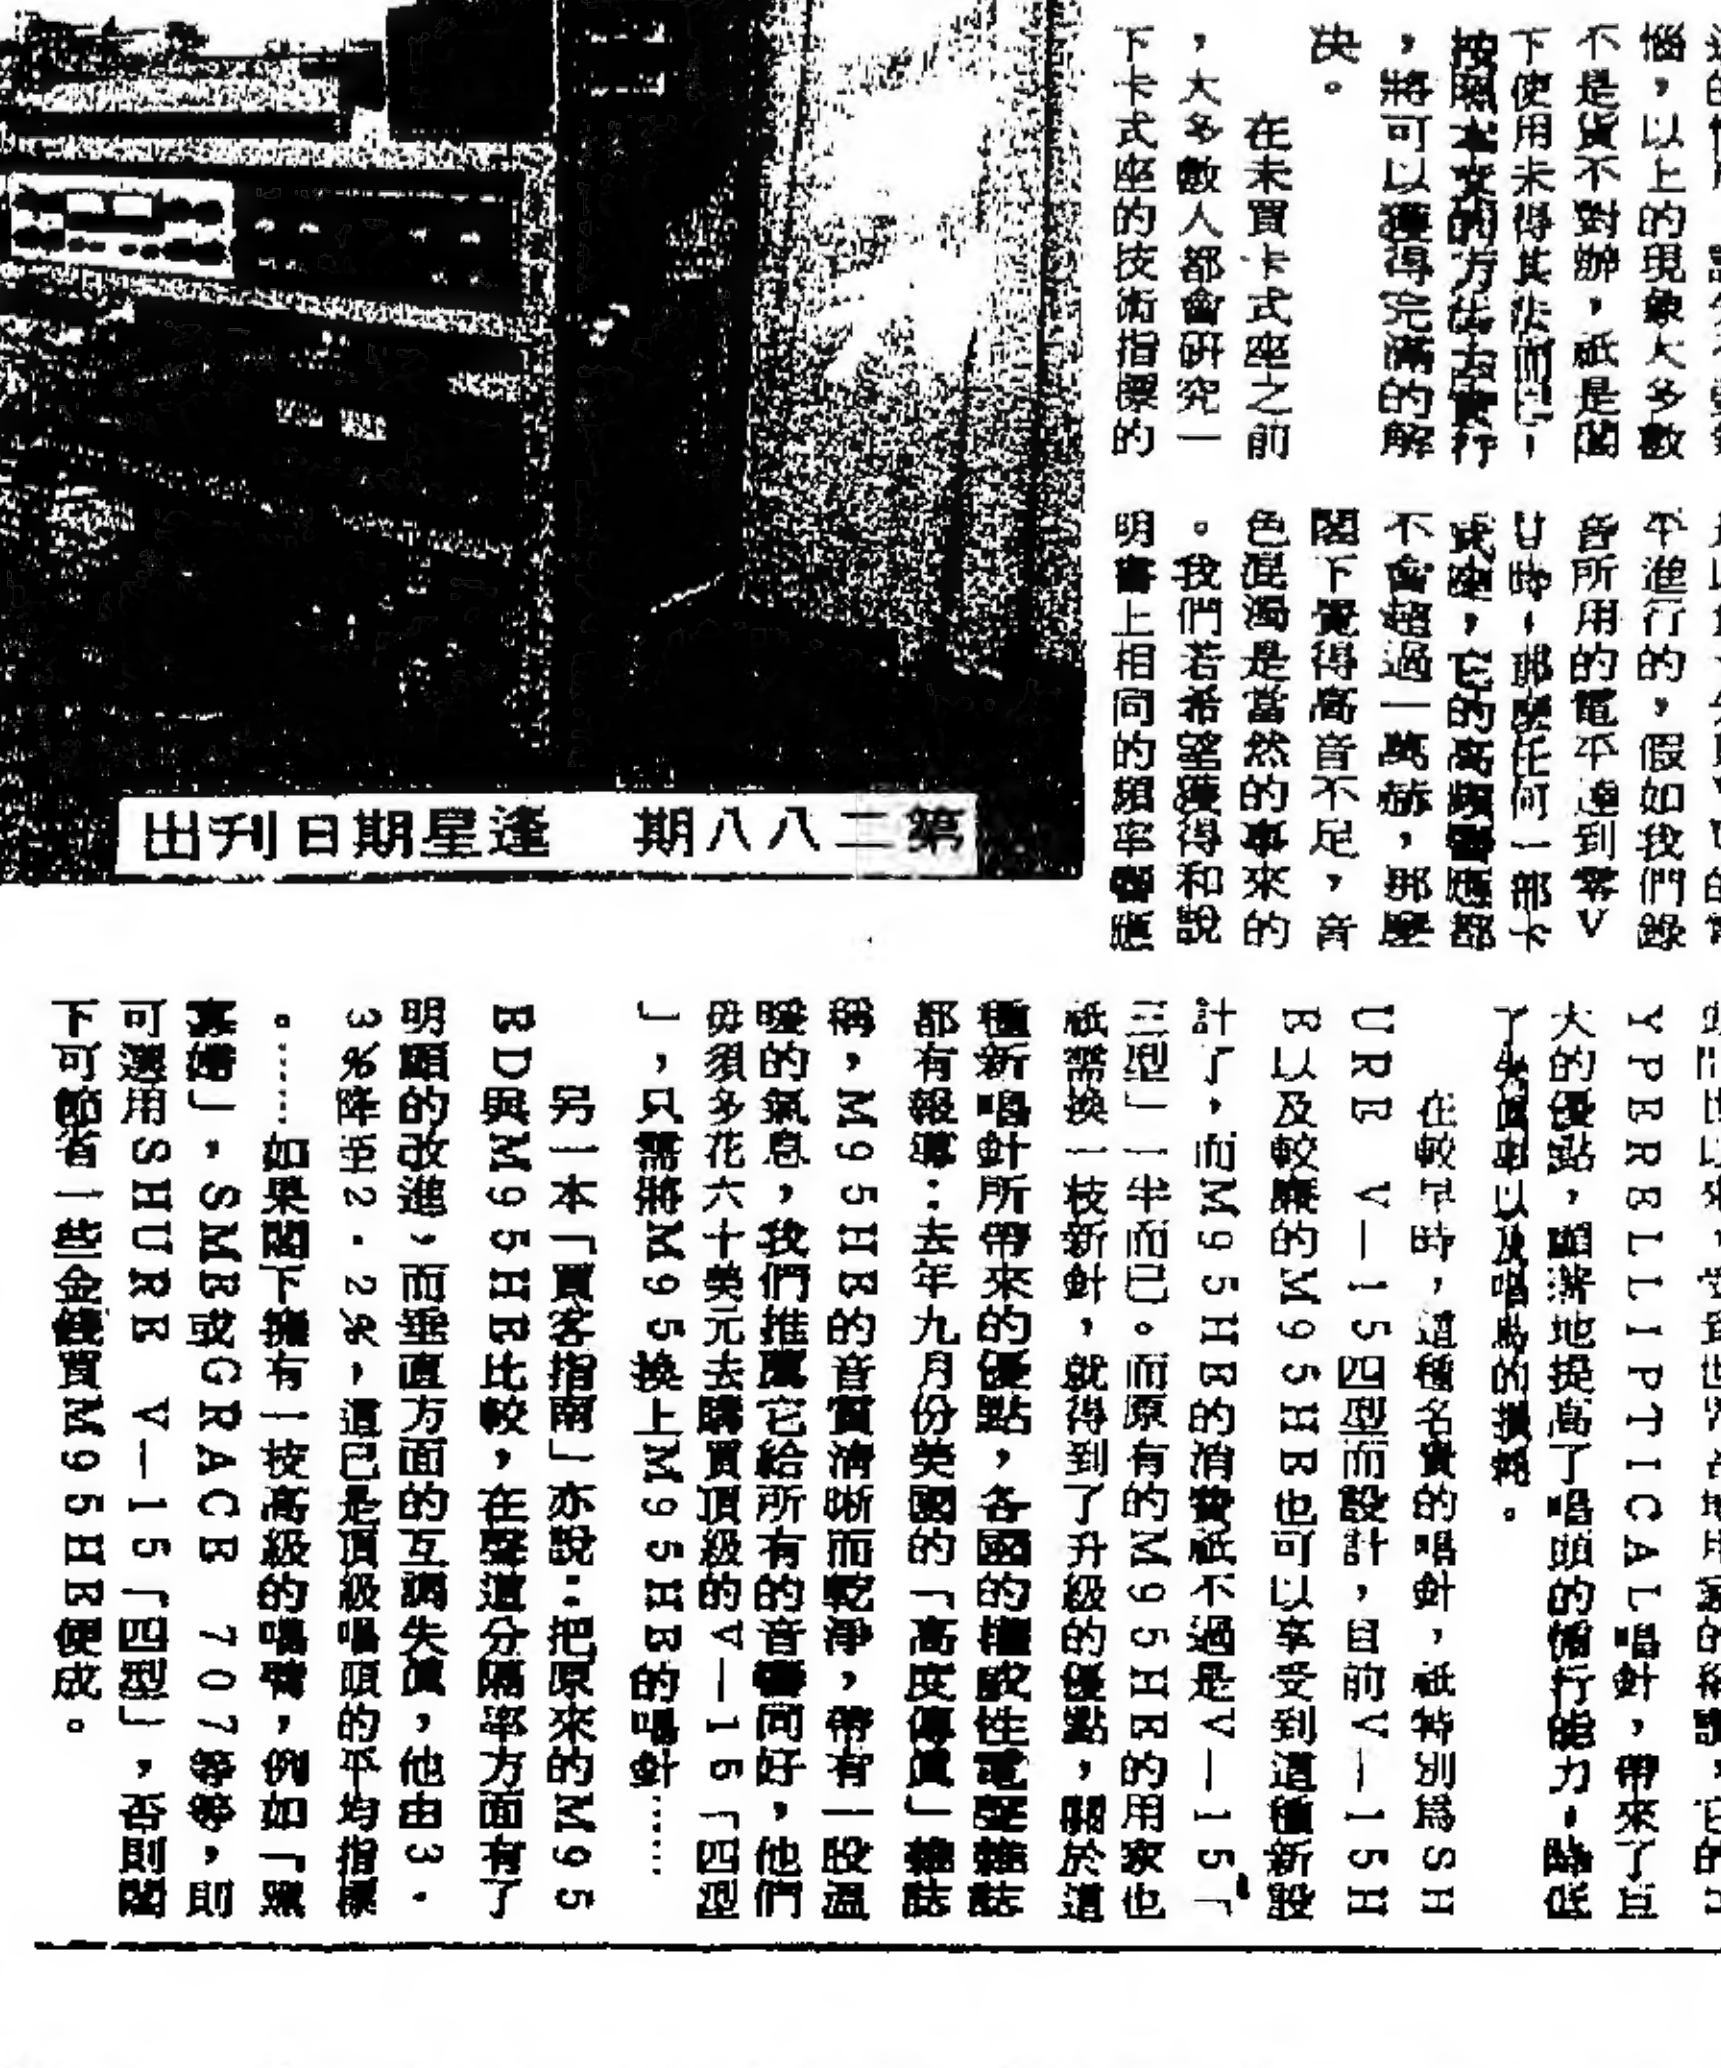 惱，以上的現象大多數
不是貨不對辦，祇是閣
下使用未得其法而已，
按照本文的方法去實行
，將可以獲得完滿的解
决。
在未買卡式座之前
，大多數人都會研究一
下卡式座的技術指標的
平進行的，假如我們錄
音所用的電平達到零V
U時，那麼任何一部卡
式座，它的高頻響應都
不會超過一萬赫，那麼
閣下覺得高音不足，音
色混濁是當然的事來的
。我們若希望獲得和說
明書上相同的頻率響應
第二八八期　逢星期日刊出
YPERELLIPTICAL唱針，帶來了巨
大的優點，顯著地提高了唱頭的循行能力，降低
了失眞率以及唱片的損耗。
在較早時，這種名貴的唱針，祇特別爲SH
URE V—15四型而設計，目前V—15H
E以及較廉的M95HE也可以享受到這種新設
計了，而M95HE的消費祇不過是V—15「
三型」一半而已。而原有的M95HE的用家也
祇需換一枝新針，就得到了升級的優點，關於這
種新唱針所帶來的優點，各國的權威性電聲雜誌
都有報導：去年九月份美國的「高度傳眞」雜誌
稱，M95HE的音質清晰而乾淨，帶有一股溫
暖的氣息，我們推薦它給所有的音響同好，他們
毋須多花六十美元去購買頂級的V—15「四型
」，只需將M95換上M95HE的唱針……
另一本「買客指南」亦說：把原來的M95
ED與M95HE比較，在聲道分隔率方面有了
明顯的改進，而垂直方面的互調失眞，他由3．
3%降至2．2%，這已是頂級唱頭的平均指標
。……如果閣下擁有一枝高級的唱臂，例如「黑
寡婦」，SME或GRACE 707等等，則
可選用SHURE V—15「四型」，否則閣
下可節省一些金錢買M95HE便成。